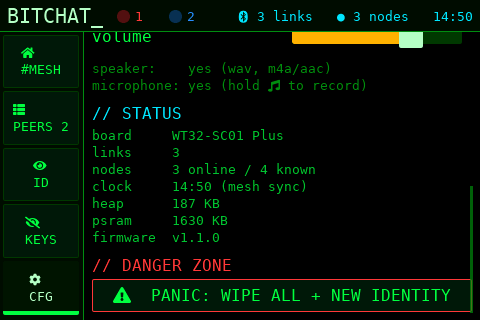 BITCHAT_ 1 2 3 links 3 nodes 14:50
#MESH
PEERS 2
ID
KEYS
CFG
volume
speaker: yes (wav, m4a/aac)
microphone: yes (hold to record)
// STATUS
board WT32-SC01 Plus
links 3
nodes 3 online / 4 known
clock 14:50 (mesh sync)
heap 187 KB
psram 1630 KB
firmware v1.1.0
// DANGER ZONE
PANIC: WIPE ALL + NEW IDENTITY